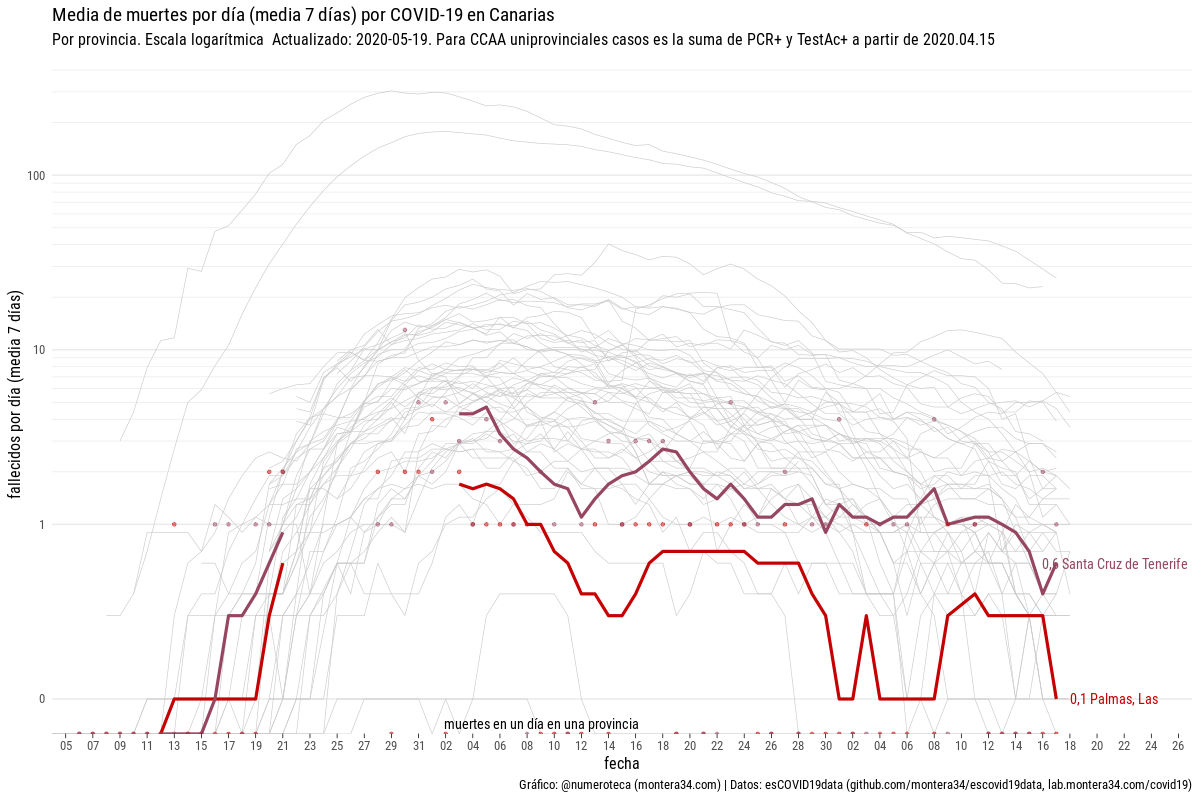 Media de muertes por día (media 7 días) por COVID-19 en Canarias
Por provincia. Escala logarítmica  Actualizado: 2020-05-19. Para CCAA uniprovinciales casos es la suma de PCR+ y TestAc+ a partir de 2020.04.15
fallecidos por día (media  7 días)
100
10
1
0
0,6 Santa Cruz de Tenerife
0,1 Palmas, Las
muertes en un día en una provincia
05 07 09 11 13 15 17 19 21 23 25 27 29 31 02 04 06 08 10 12 14 16 18 20 22 24 26 28 30 02 04 06 08 10 12 14 16 18 20 22 24 26
fecha
Gráfico: @numeroteca (montera34.com) | Datos: esCOVID19data (github.com/montera34/escovid19data, lab.montera34.com/covid19)